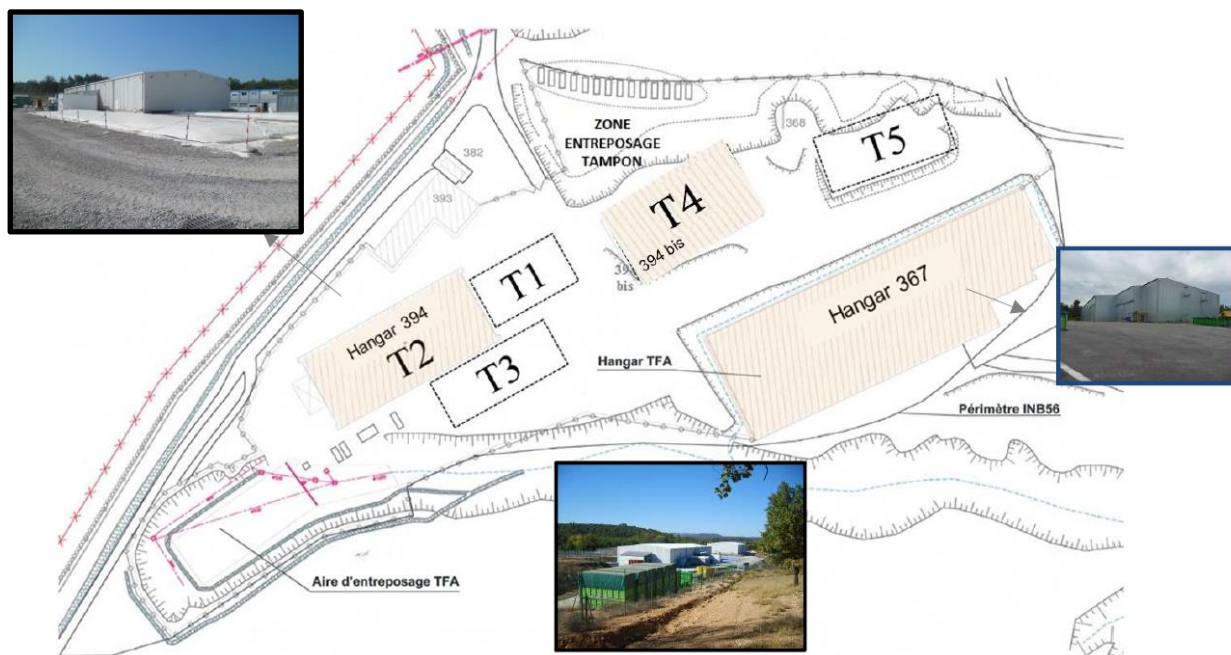 382
393
ZONE
ENTREPOSAGE
TAMPON
368
T5
T4
394 bis
bis
T1
Hangar 394
T2
T3
Hangar 367
Hangar TFA
Périmètre INB56
Aire d'entreposage TFA